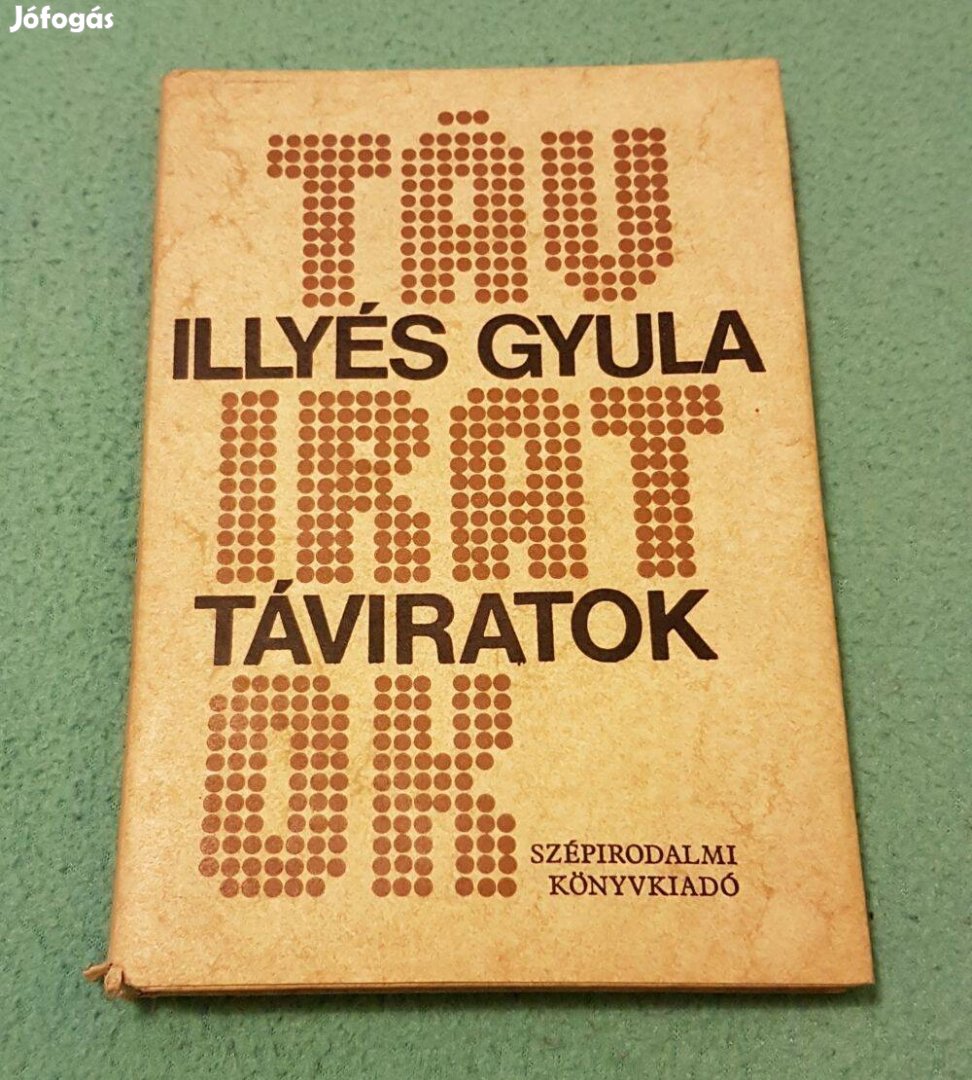 Jófogás
TÁV
ILLYÉS GYULA
IRAT
TÁVIRATOK
OK
SZÉPIRODALMI
KÖNYVKIADÓ